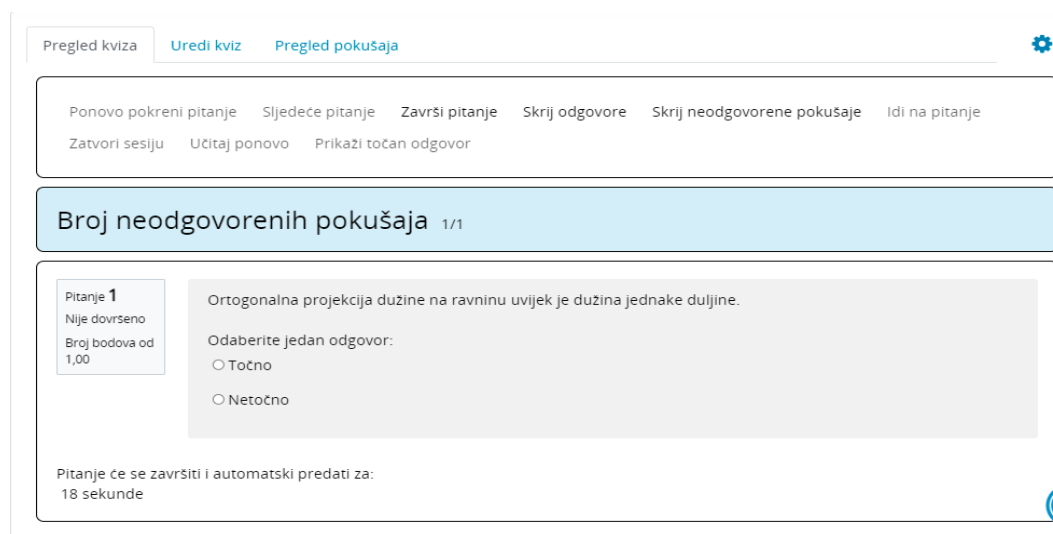 Pregled kviza Uredi kviz Pregled pokušaja
Ponovo pokreni pitanje Sljedeće pitanje Završi pitanje Skrij odgovore Skrij neodgovorene pokušaje Idi na pitanje
Zatvori sesiju Učitaj ponovo Prikaži točan odgovor
Broj neodgovorenih pokušaja 1/1
Pitanje 1
Nije dovršeno
Broj bodova od
1,00
Ortogonalna projekcija dužine na ravninu uvijek je dužina jednake duljine.
Odaberite jedan odgovor:
Točno
Netočno
Pitanje će se završiti i automatski predati za:
18 sekunde